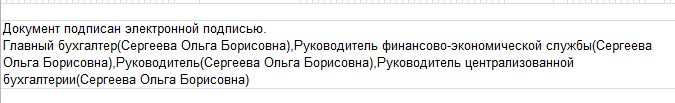 Документ подписан электронной подписью.
Главный бухгалтер(Сергеева Ольга Борисовна),Руководитель финансово-экономической службы(Сергеева
Ольга Борисовна),Руководитель(Сергеева Ольга Борисовна),Руководитель централизованной
бухгалтерии(Сергеева Ольга Борисовна)